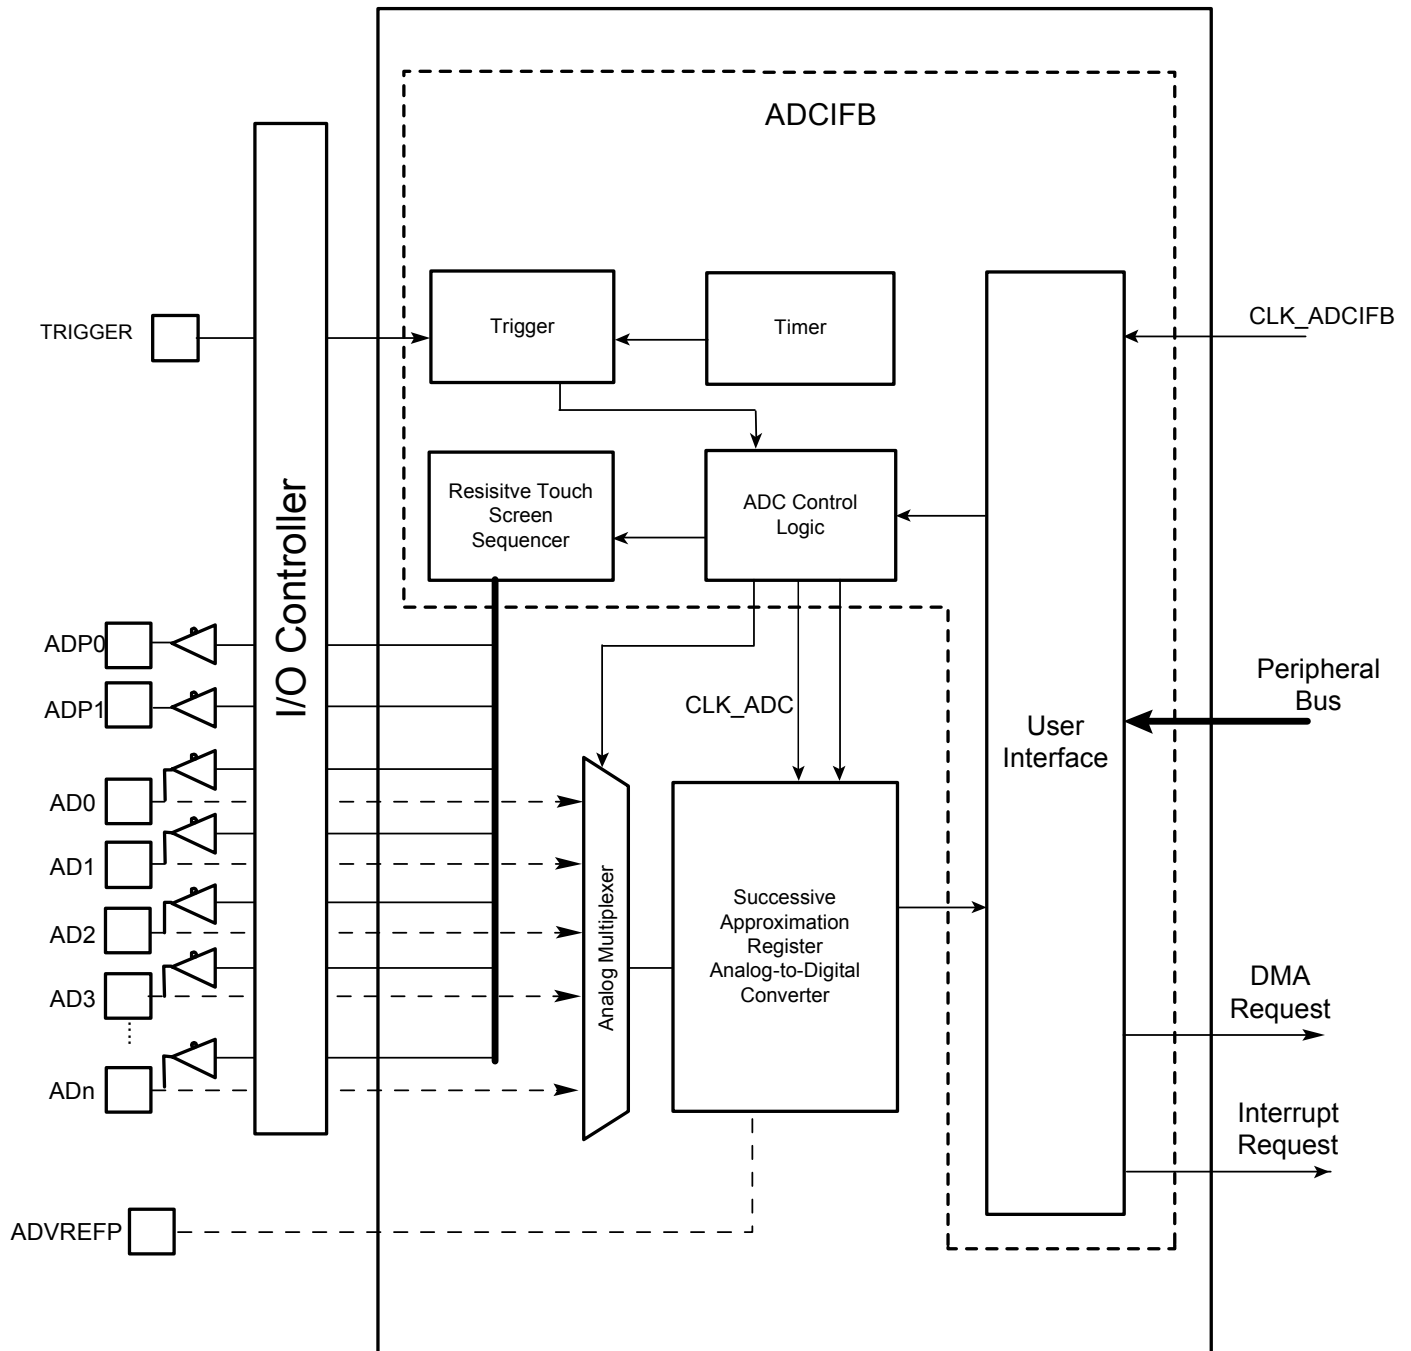 ADCIFB
TRIGGER
Trigger
Timer
CLK_ADCIFB
I/O Controller
Resisitve Touch
Screen
Sequencer
ADC Control
Logic
ADP0
ADP1
CLK_ADC
Peripheral
Bus
User
Interface
AD0
AD1
AD2
AD3
ADn
Analog Multiplexer
Successive
Approximation
Register
Analog-to-Digital
Converter
DMA
Request
Interrupt
Request
ADVREFP